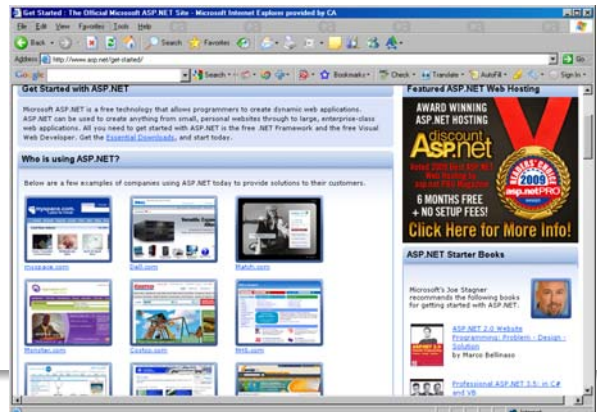 Get Started : The Official Microsoft ASP.NET Site - Microsoft Internet Explorer provided by CA
File Edit View Favorites Tools Help
Back Search Favorites
Address http://www.asp.net/get-started/ Go
Google Search Bookmarks Check Translate AutoFill Sign In
Get Started with ASP.NET
Microsoft ASP.NET is a free technology that allows programmers to create dynamic web applications.
ASP.NET can be used to create anything from small, personal websites through to large, enterprise-class
web applications. All you need to get started with ASP.NET is the free .NET Framework and the free Visual
Web Developer. Get the Essential Downloads, and start today.
Who is using ASP.NET?
Below are a few examples of companies using ASP.NET today to provide solutions to their customers.
myspace.com Dell.com Match.com
Monster.com Costco.com
Featured ASP.NET Web Hosting
AWARD WINNING
ASP.NET HOSTING
discount
ASP.net
6 MONTHS FREE
+ NO SETUP FEES!
READERS' CHOICE
2009
asp.netPRO
Click Here for More Info!
ASP.NET Starter Books
Microsoft's Joe Stagner
recommends the following books
for getting started with ASP.NET.
ASP.NET 2.0 Website
Programming: Problem - Design -
Solution
by Marco Bellinaso
Professional ASP.NET 3.5: in C#
and VB
Internet